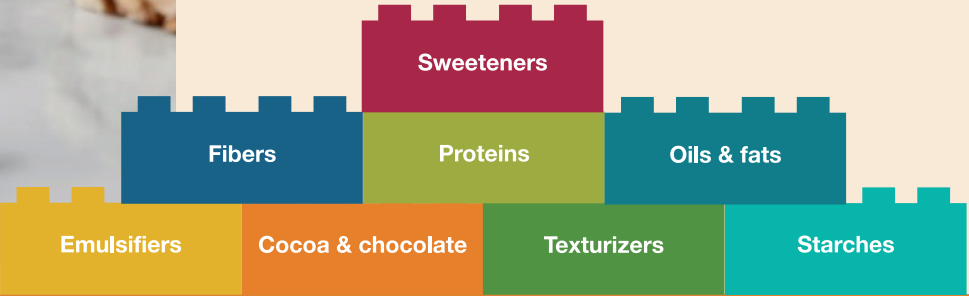 Sweeteners
Fibers
Proteins
Oils & fats
Emulsifiers
Cocoa & chocolate
Texturizers
Starches